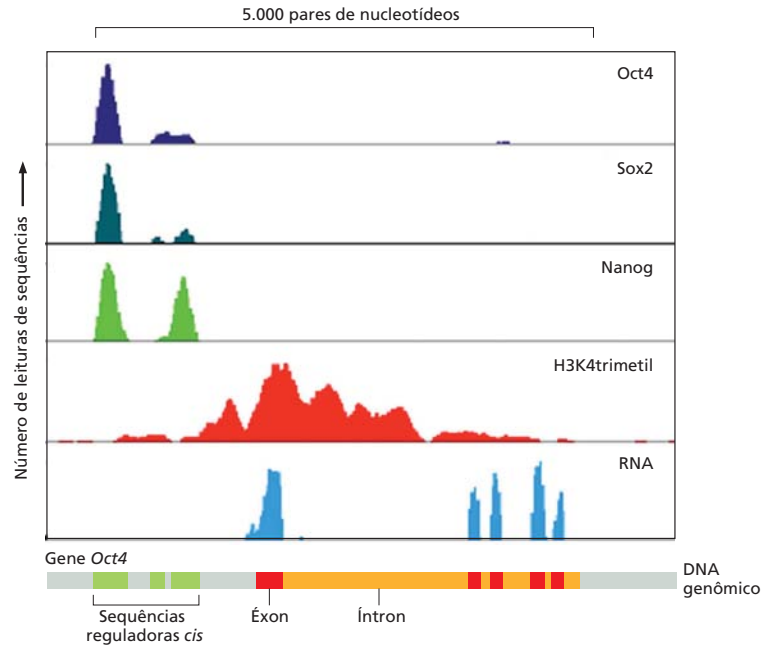 5.000 pares de nucleotídeos
Oct4
Sox2
Nanog
H3K4trimetil
RNA
Número de leituras de sequências
Gene Oct4
DNA
genômico
Sequências
reguladoras cis
Éxon
Íntron